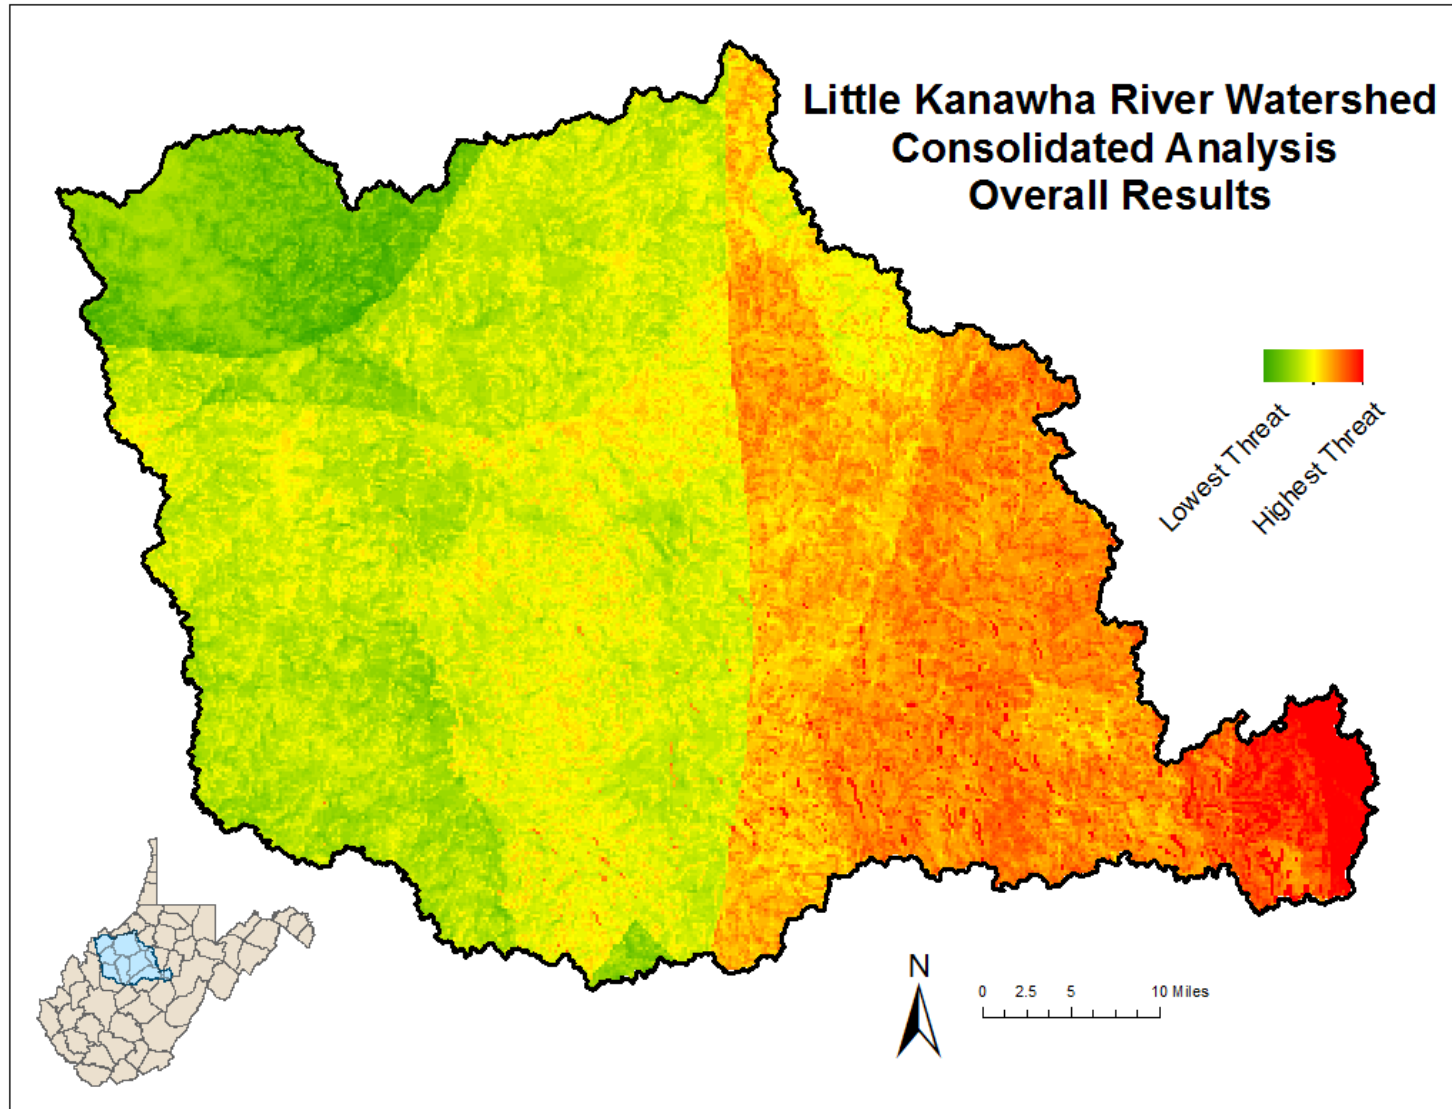 Little Kanawha River Watershed
Consolidated Analysis
Overall Results
Lowest Threat
Highest Threat
N
0 2.5 5 10 Miles